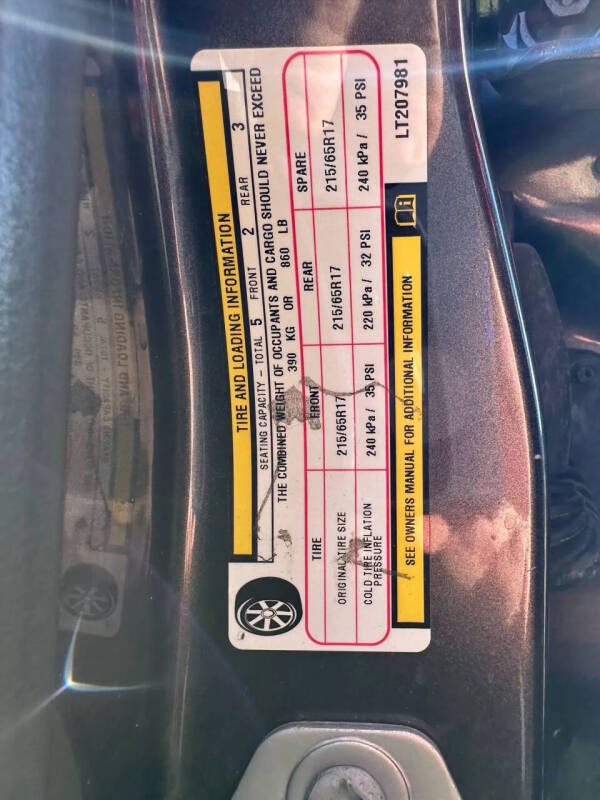 TIRE AND LOADING INFORMATION
SEATING CAPACITY - TOTAL 5 FRONT 2 REAR 3
THE COMBINED WEIGHT OF OCCUPANTS AND CARGO SHOULD NEVER EXCEED
390 KG OR 860 LB
TIRE FRONT REAR SPARE
ORIGINAL TIRE SIZE 215/65R17 215/65R17 215/65R17
COLD TIRE INFLATION PRESSURE 240 kPa / 35 PSI 220 kPa / 32 PSI 240 kPa / 35 PSI
SEE OWNERS MANUAL FOR ADDITIONAL INFORMATION
LT207981